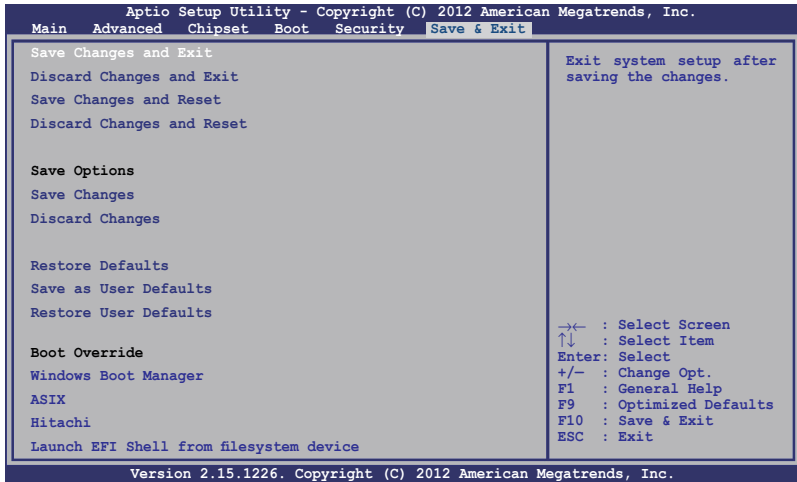 Aptio Setup Utility - Copyright (C) 2012 American Megatrends, Inc.
Main Advanced Chipset Boot Security Save & Exit
Save Changes and Exit
Discard Changes and Exit
Save Changes and Reset
Discard Changes and Reset
Save Options
Save Changes
Discard Changes
Restore Defaults
Save as User Defaults
Restore User Defaults
Boot Override
Windows Boot Manager
ASIX
Hitachi
Launch EFI Shell from filesystem device
Exit system setup after
saving the changes.
→← : Select Screen
↑↓ : Select Item
Enter: Select
+/— : Change Opt.
F1 : General Help
F9 : Optimized Defaults
F10 : Save & Exit
ESC : Exit
Version 2.15.1226. Copyright (C) 2012 American Megatrends, Inc.